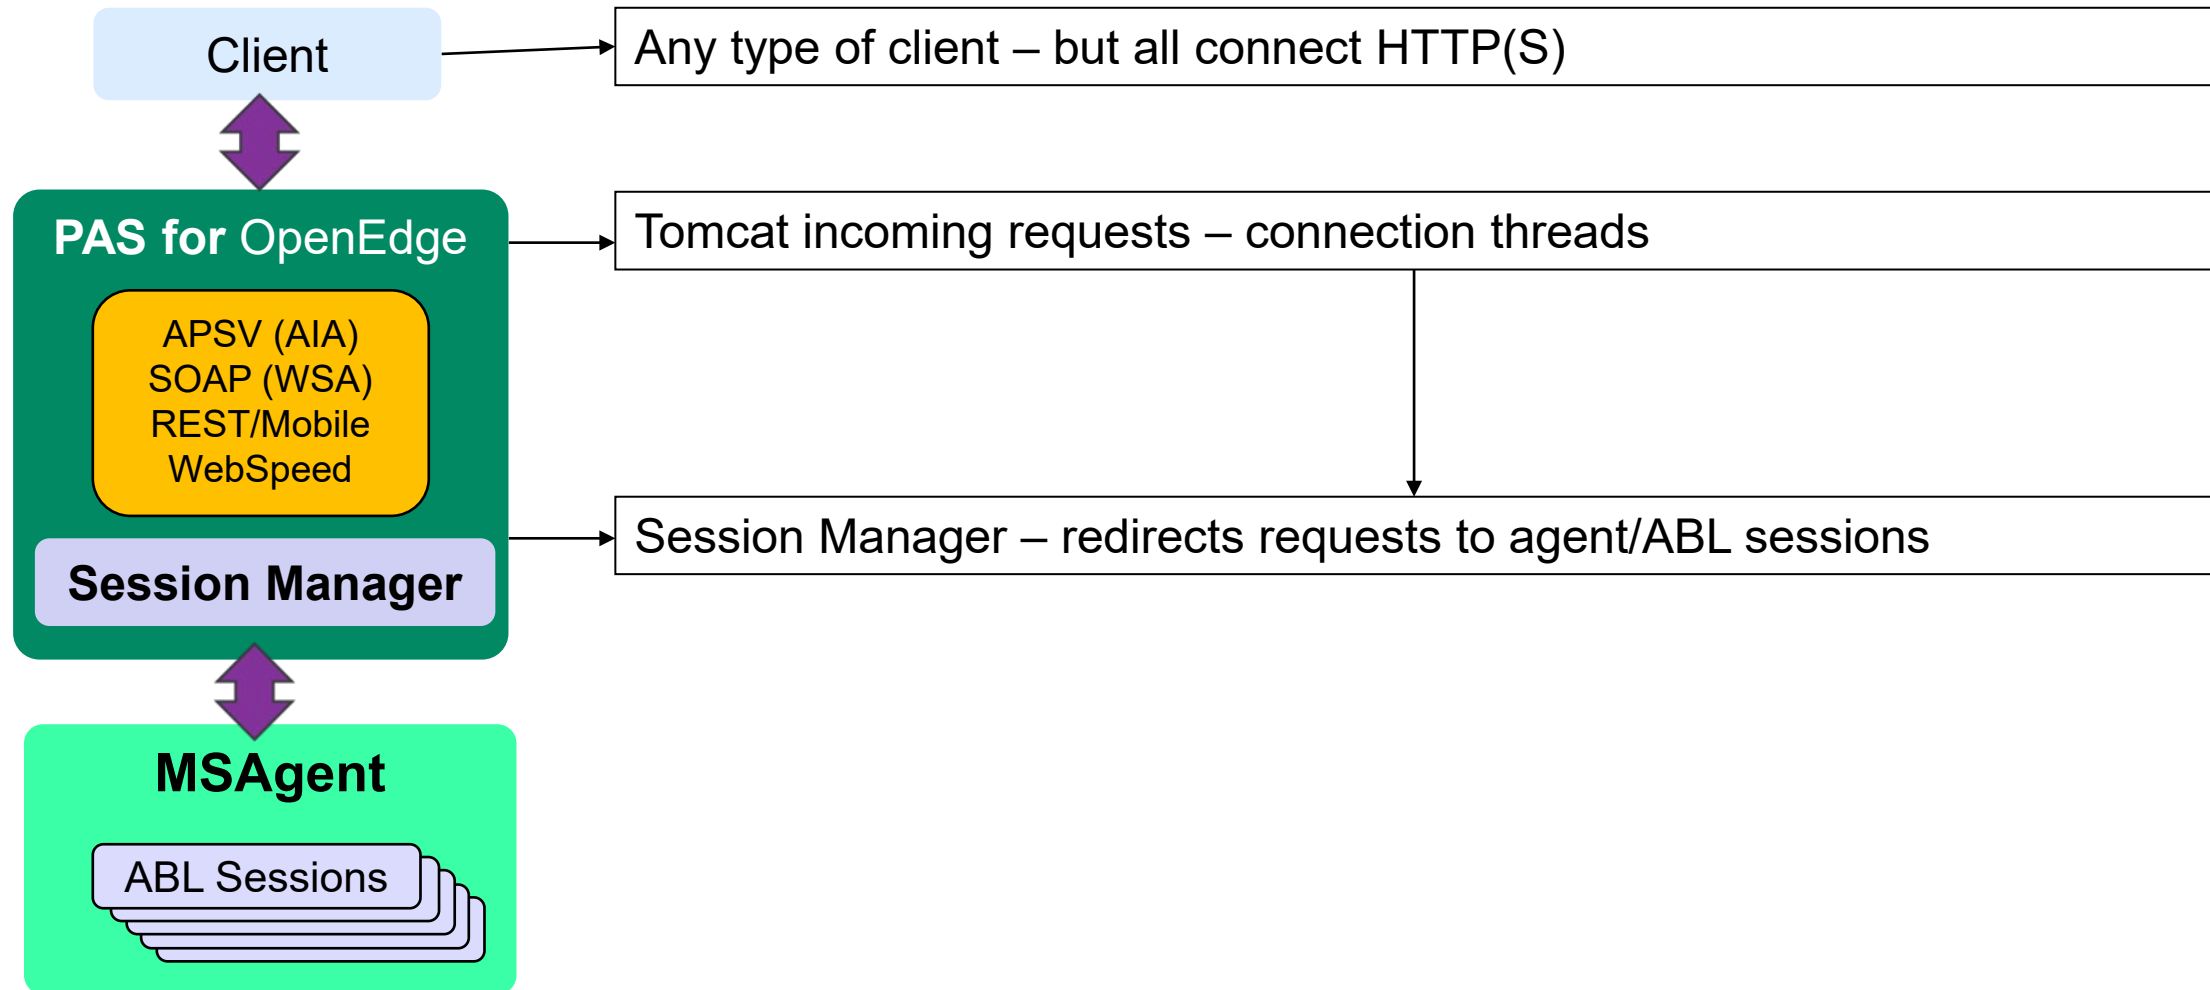 Client
Any type of client – but all connect HTTP(S)
PAS for OpenEdge
Tomcat incoming requests – connection threads
APSV (AIA)
SOAP (WSA)
REST/Mobile
WebSpeed
Session Manager – redirects requests to agent/ABL sessions
Session Manager
MSAgent
ABL Sessions